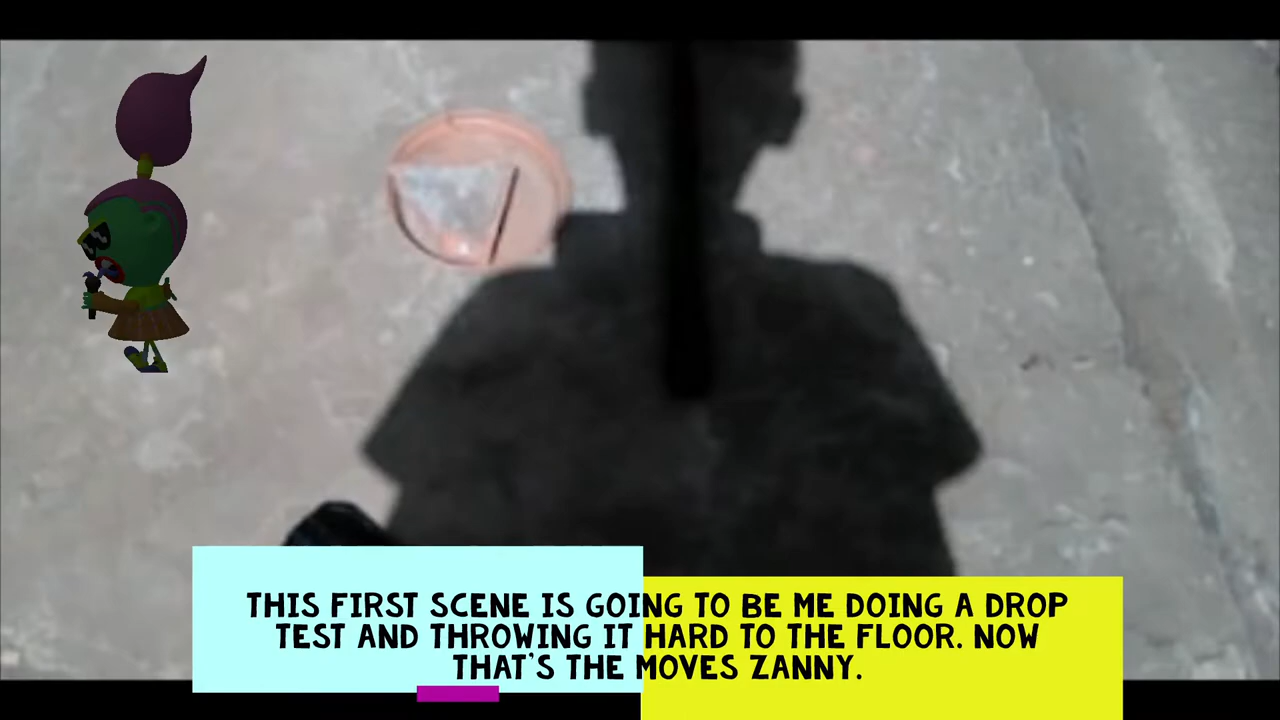 THIS FIRST SCENE IS GOING TO BE ME DOING A DROP
TEST AND THROWING IT HARD TO THE FLOOR. NOW
THAT'S THE MOVES ZANNY.